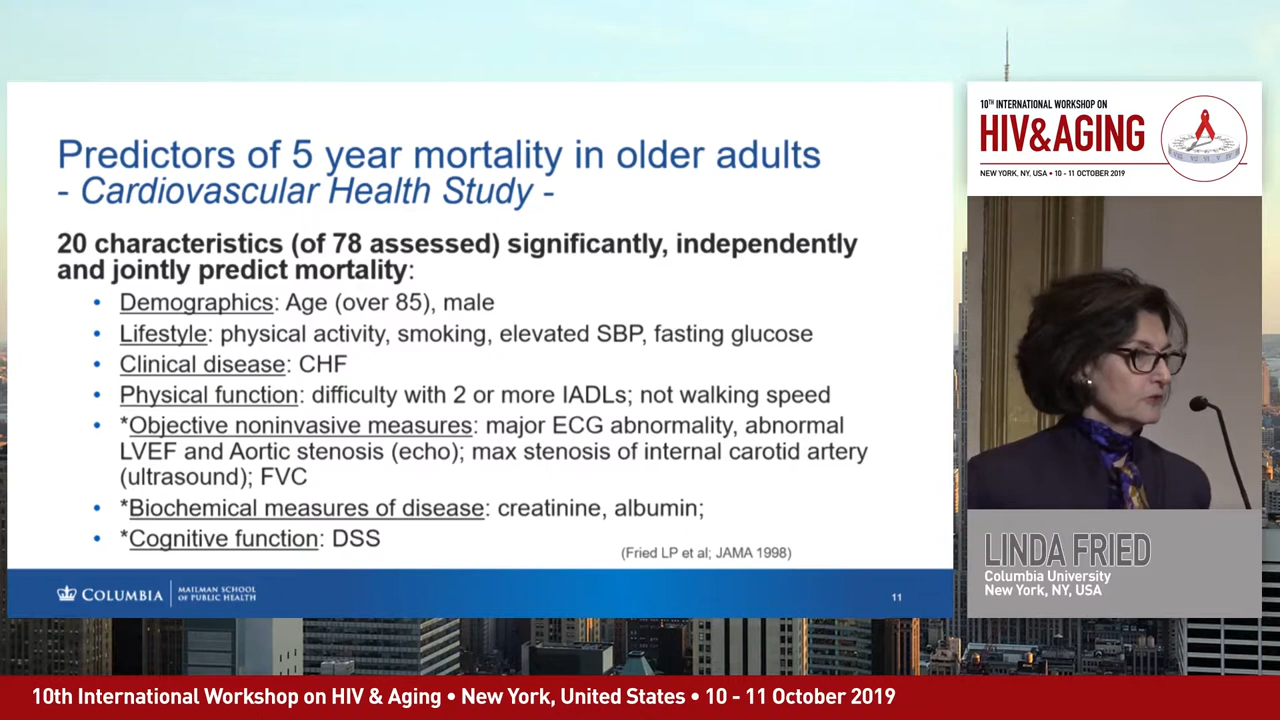 Predictors of 5 year mortality in older adults
- Cardiovascular Health Study -
20 characteristics (of 78 assessed) significantly, independently
and jointly predict mortality:
• Demographics: Age (over 85), male
• Lifestyle: physical activity, smoking, elevated SBP, fasting glucose
• Clinical disease: CHF
• Physical function: difficulty with 2 or more IADLs; not walking speed
• *Objective noninvasive measures: major ECG abnormality, abnormal
LVEF and Aortic stenosis (echo); max stenosis of internal carotid artery
(ultrasound); FVC
• *Biochemical measures of disease: creatinine, albumin;
• *Cognitive function: DSS
(Fried LP et al; JAMA 1998)
COLUMBIA
MAILMAN SCHOOL
OF PUBLIC HEALTH
11
10TH INTERNATIONAL WORKSHOP ON
HIV&AGING
NEW YORK, NY, USA • 10 - 11 OCTOBER 2019
LINDA FRIED
Columbia University
New York, NY, USA
10th International Workshop on HIV & Aging • New York, United States • 10 - 11 October 2019